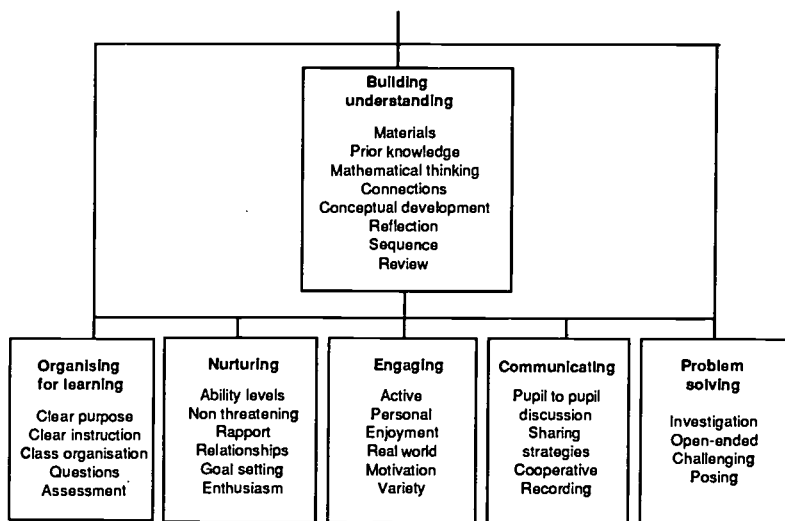 Building
understanding
Materials
Prior knowledge
Mathematical thinking
Connections
Conceptual development
Reflection
Sequence
Review
Organising
for learning
Clear purpose
Clear instruction
Class organisation
Questions
Assessment
Nurturing
Ability levels
Non threatening
Rapport
Relationships
Goal setting
Enthusiasm
Engaging
Active
Personal
Enjoyment
Real world
Motivation
Variety
Communicating
Pupil to pupil
discussion
Sharing
strategies
Cooperative
Recording
Problem
solving
Investigation
Open-ended
Challenging
Posing